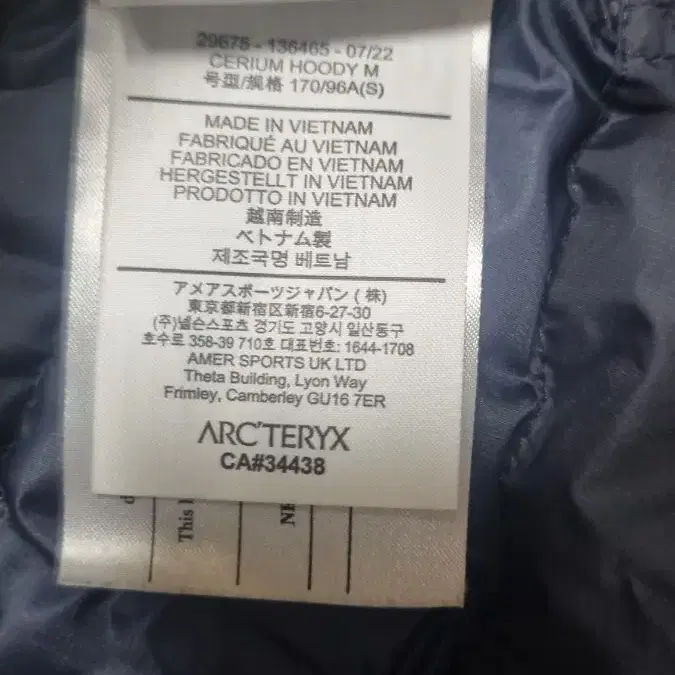 29675 - 136465 - 07/22
CERIUM HOODY M
号型/规格 170/96A(S)
MADE IN VIETNAM
FABRIQUÉ AU VIETNAM
FABRICADO EN VIETNAM
HERGESTELLT IN VIETNAM
PRODOTTO IN VIETNAM
越南制造
ベトナム製
제조국명 베트남
アメアスポーツジャパン ( 株)
東京都新宿区新宿6-27-30
(주)넬슨스포츠 경기도 고양시 일산동구
호수로 358-39 710호 대표번호: 1644-1708
AMER SPORTS UK LTD
Theta Building, Lyon Way
Frimley, Camberley GU16 7ER
ARC'TERYX
CA#34438
This